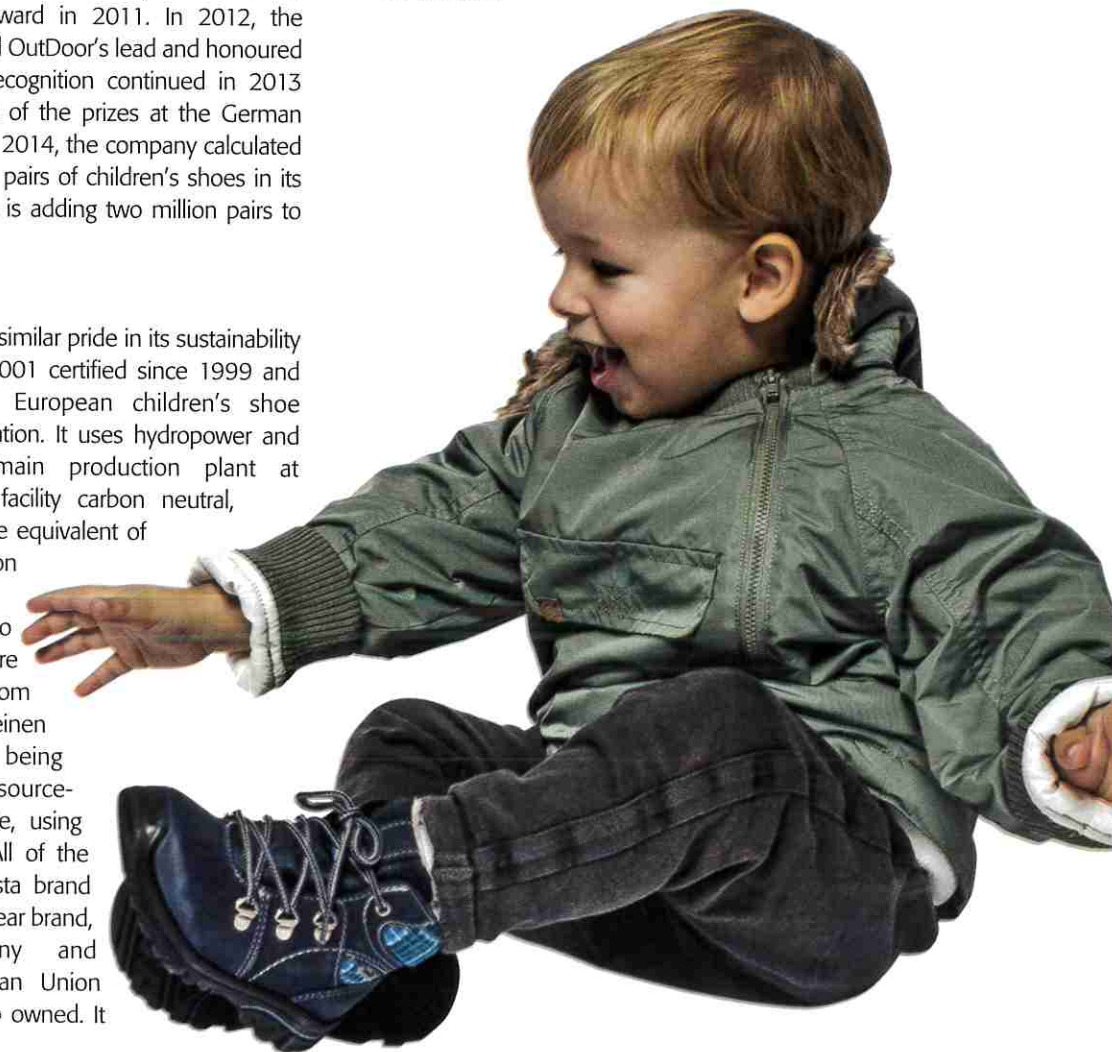 ward in 2011. In 2012, the
OutDoor's lead and honoured
ecognition continued in 2013
of the prizes at the German
2014, the company calculated
pairs of children's shoes in its
is adding two million pairs to
similar pride in its sustainability
001 certified since 1999 and
European children's shoe
ation. It uses hydropower and
main production plant at
facility carbon neutral,
e equivalent of
on
o
re
om
einen
being
source-
e, using
All of the
sta brand
ear brand,
ny and
an Union
o owned. It